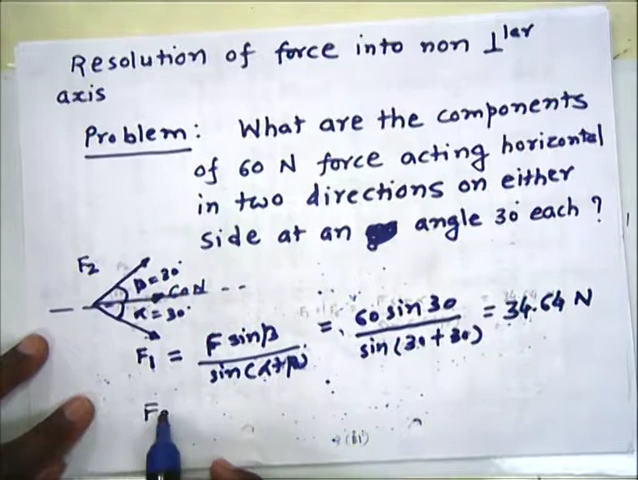 Resolution of force into non ⊥lar
axis
Problem: What are the components
of 60 N force acting horizontal
in two directions on either
side at an angle 30° each?
F2
β=30°
60N
α=30°
F1 = F sinβ / sin(α+β) = 60 sin 30 / sin(30+30) = 34.64 N
F